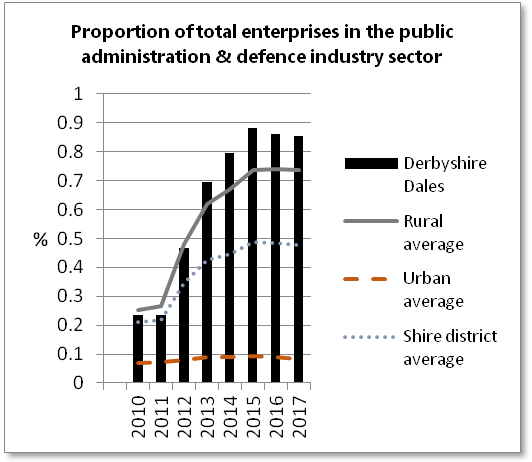 Proportion of total enterprises in the public
administration & defence industry sector
1
0.9
0.8
0.7
0.6
0.5
0.4
0.3
0.2
0.1
0
%
2010
2011
2012
2013
2014
2015
2016
2017
Derbyshire
Dales
Rural
average
Urban
average
Shire district
average